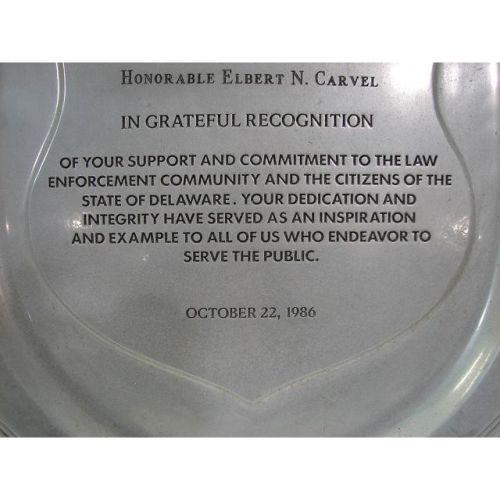 HONORABLE ELBERT N. CARVEL
IN GRATEFUL RECOGNITION
OF YOUR SUPPORT AND COMMITMENT TO THE LAW
ENFORCEMENT COMMUNITY AND THE CITIZENS OF THE
STATE OF DELAWARE. YOUR DEDICATION AND
INTEGRITY HAVE SERVED AS AN INSPIRATION
AND EXAMPLE TO ALL OF US WHO ENDEAVOR TO
SERVE THE PUBLIC.
OCTOBER 22, 1986